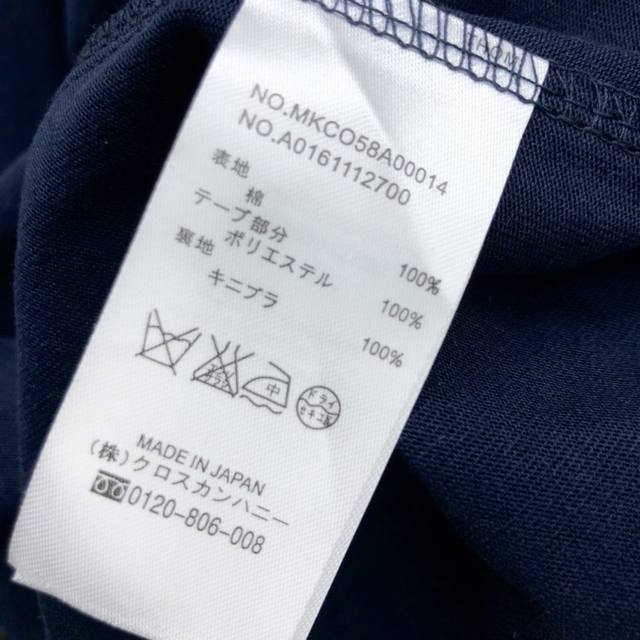 NO.MKCO58A00014
NO.A0161112700
表地
棉 100%
テープ部分
ポリエステル 100%
裏地
キニプラ 100%
中
ドライ
MADE IN JAPAN
(株)クロスカンハニー
0120-806-008